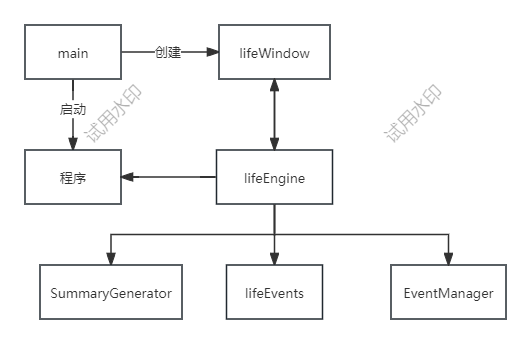 main
创建
lifeWindow
启动
试用水印
试用水印
程序
lifeEngine
SummaryGenerator
lifeEvents
EventManager